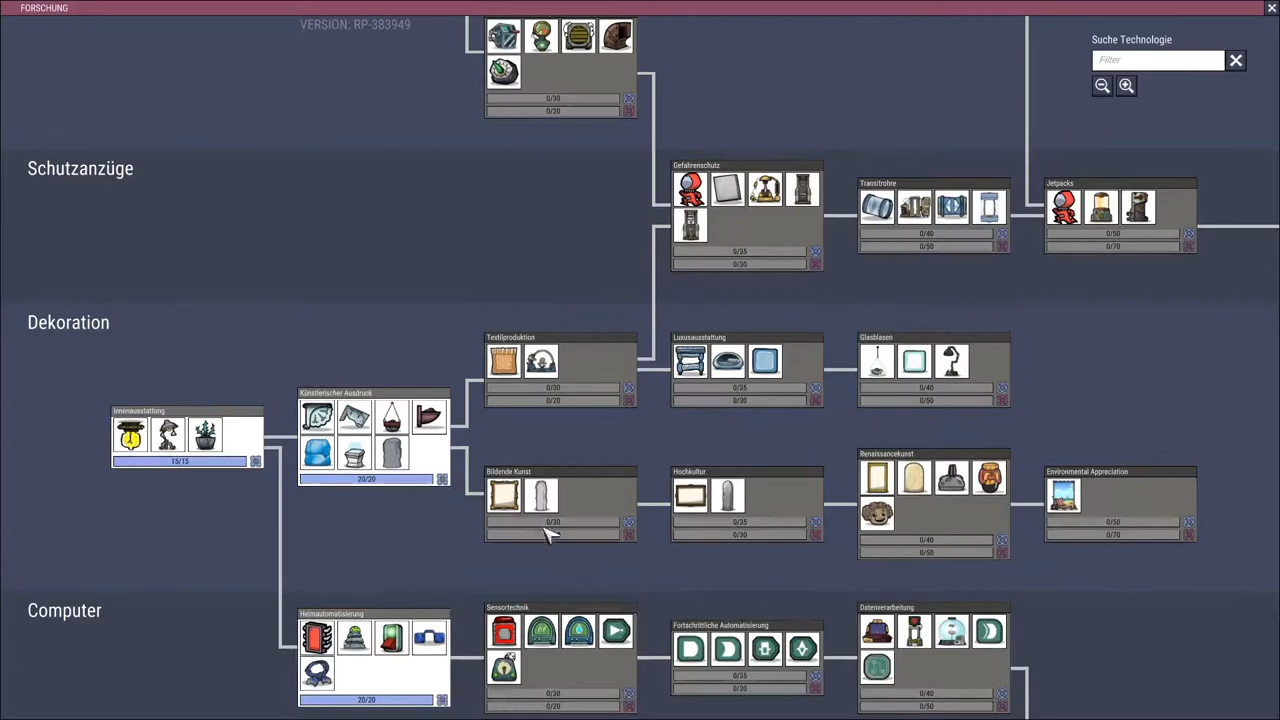 FORSCHUNG
VERSION: RP-383949
Suche Technologie
Filter
0/30
0/20
Schutzanzüge
Gefahrenschutz
0/35
0/30
Transitrohre
0/40
0/50
Jetpacks
0/50
0/70
Dekoration
Textilproduktion
0/30
0/20
Luxusausstattung
0/35
0/30
Glasblasen
0/40
0/50
Innenausstattung
15/15
Künstlerischer Ausdruck
20/20
Bildende Kunst
0/30
Hochkultur
0/35
0/30
Renaissancekunst
0/40
0/50
Environmental Appreciation
0/50
0/70
Computer
Heimautomatisierung
20/20
Sensortechnik
0/30
0/20
Fortschrittliche Automatisierung
0/35
0/30
Datenverarbeitung
0/40
0/50